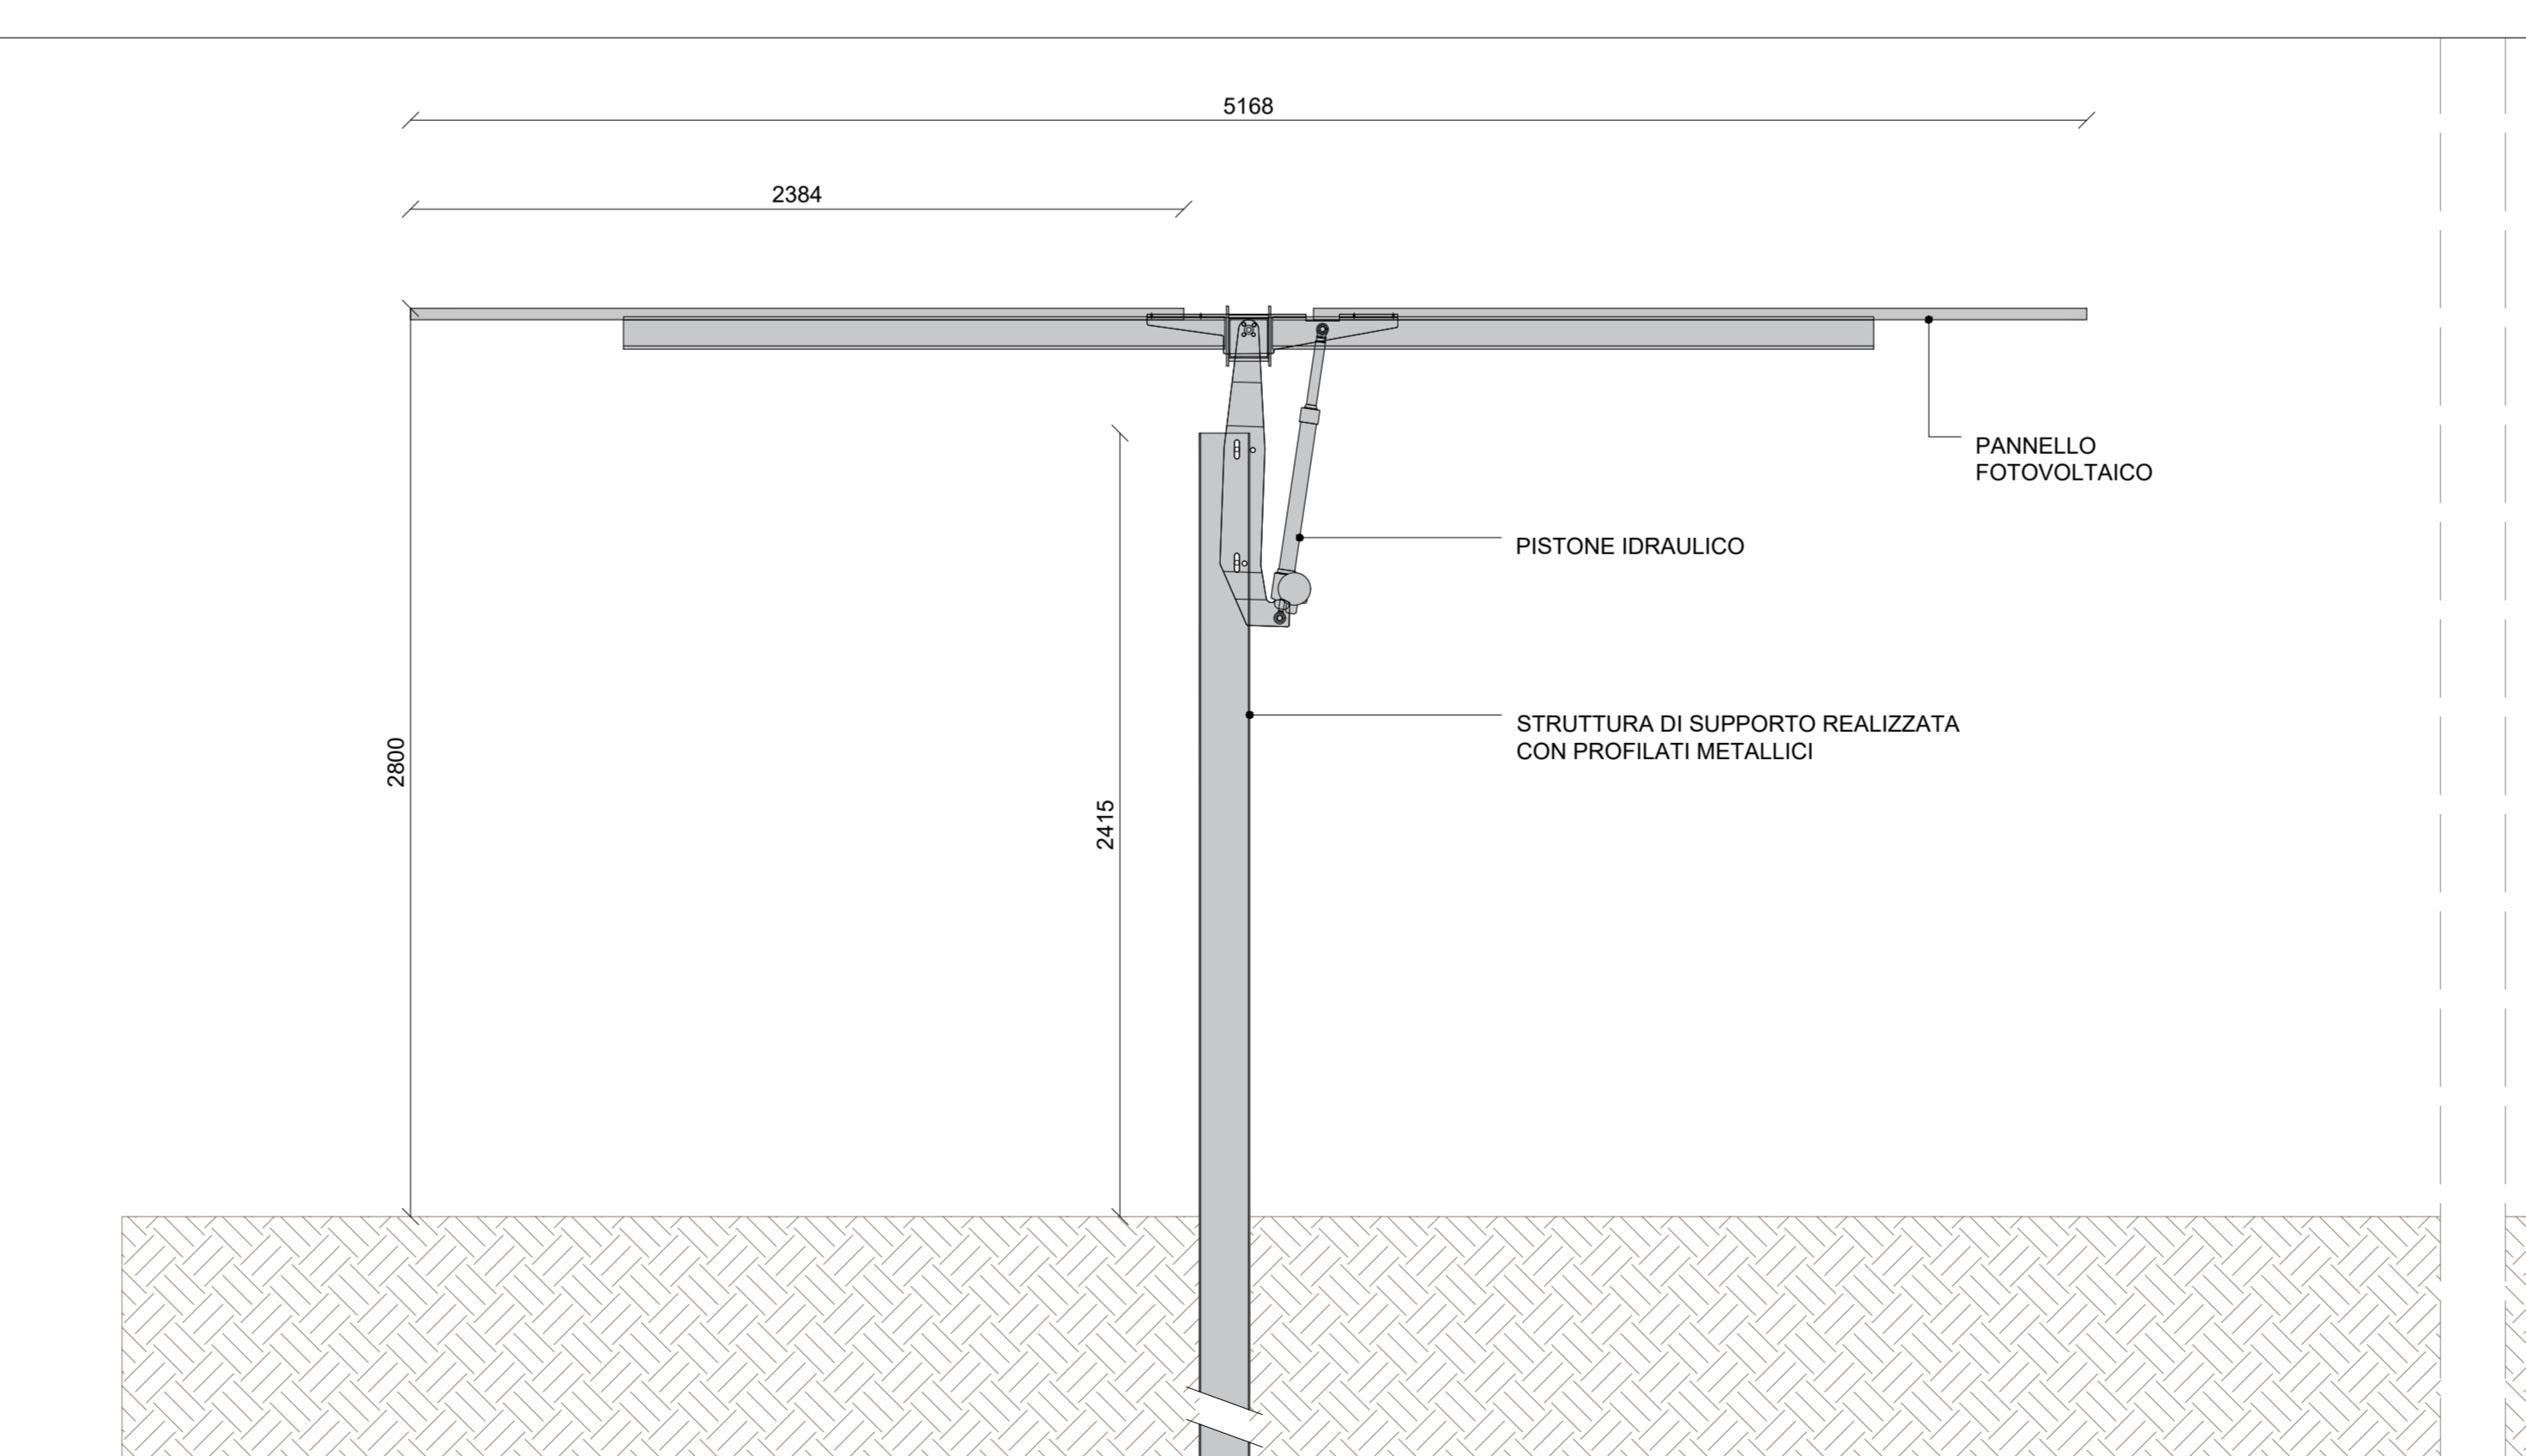 5168
2384
PANNELLO
FOTOVOLTAICO
PISTONE IDRAULICO
STRUTTURA DI SUPPORTO REALIZZATA
CON PROFILATI METALLICI
2800
2415